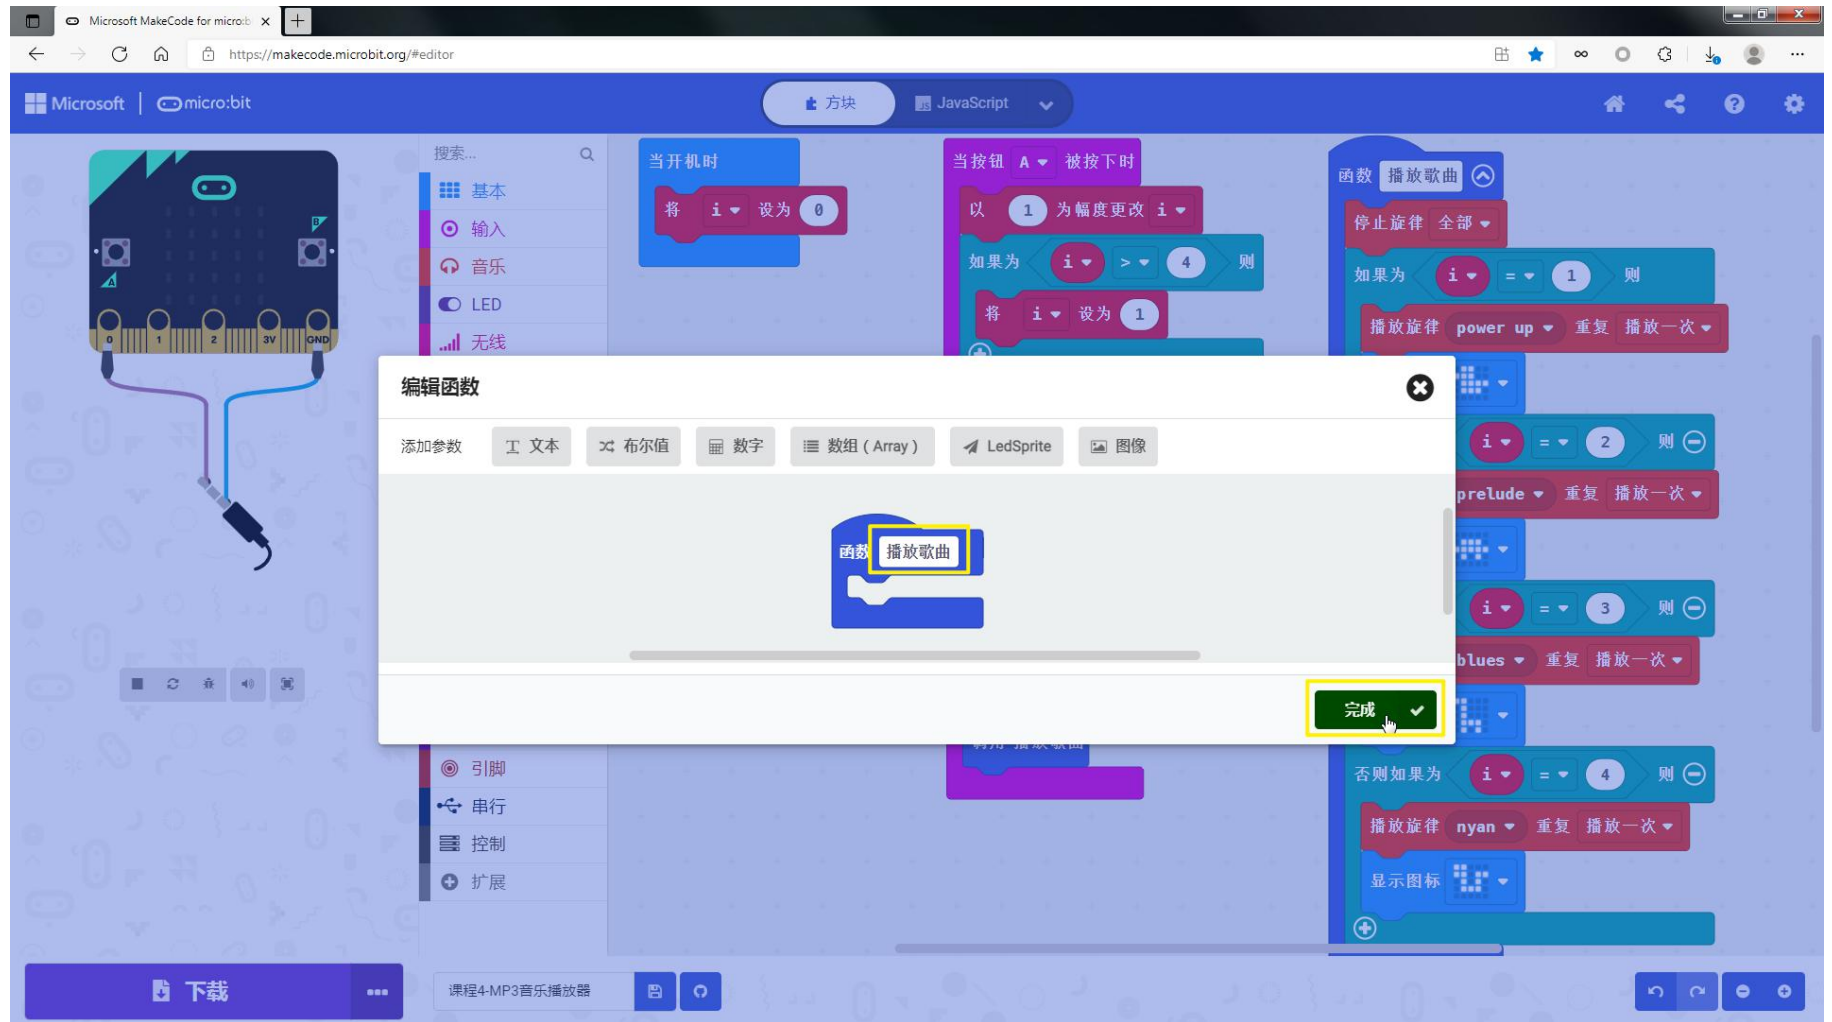 Microsoft MakeCode for micro:b
https://makecode.microbit.org/#editor
Microsoft micro:bit
方块
JavaScript
搜索...
基本
输入
音乐
LED
无线
引脚
串行
控制
扩展
0 1 2 3V GND
A
B
当开机时
将 i 设为 0
当按钮 A 被按下时
以 1 为幅度更改 i
如果为 i > 4 则
将 i 设为 1
函数 播放歌曲
停止旋律 全部
如果为 i = 1 则
播放旋律 power up 重复 播放一次
i = 2 则
prelude 重复 播放一次
i = 3 则
blues 重复 播放一次
否则如果为 i = 4 则
播放旋律 nyan 重复 播放一次
显示图标
编辑函数
添加参数 文本 布尔值 数字 数组 ( Array ) LedSprite 图像
函数 播放歌曲
完成
下载
课程4-MP3音乐播放器